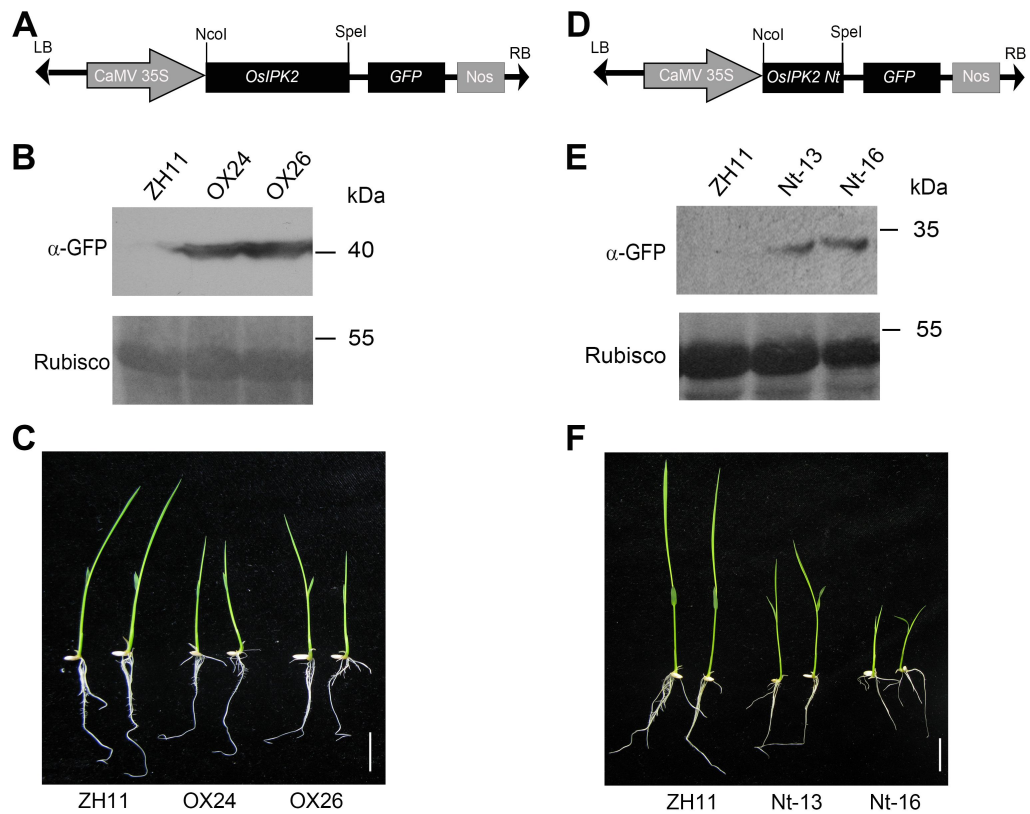 A
LB
NcoI
SpeI
RB
CaMV 35S
OsIPK2
GFP
Nos
B
ZH11
OX24
OX26
kDa
α-GFP
40
Rubisco
55
C
ZH11
OX24
OX26
D
LB
NcoI
SpeI
RB
CaMV 35S
OsIPK2 Nt
GFP
Nos
E
ZH11
Nt-13
Nt-16
kDa
α-GFP
35
Rubisco
55
F
ZH11
Nt-13
Nt-16